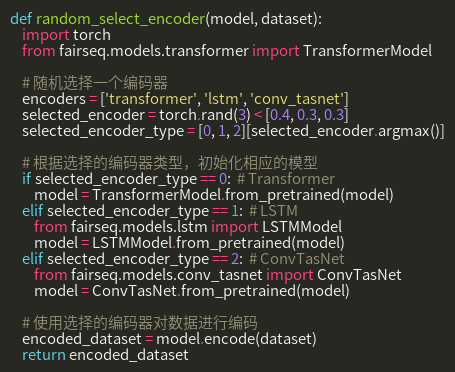 def random_select_encoder(model, dataset):
    import torch
    from fairseq.models.transformer import TransformerModel

    # 随机选择一个编码器
    encoders = ['transformer', 'lstm', 'conv_tasnet']
    selected_encoder = torch.rand(3) < [0.4, 0.3, 0.3]
    selected_encoder_type = [0, 1, 2][selected_encoder.argmax()]

    # 根据选择的编码器类型，初始化相应的模型
    if selected_encoder_type == 0:  # Transformer
        model = TransformerModel.from_pretrained(model)
    elif selected_encoder_type == 1:  # LSTM
        from fairseq.models.lstm import LSTMModel
        model = LSTMModel.from_pretrained(model)
    elif selected_encoder_type == 2:  # ConvTasNet
        from fairseq.models.conv_tasnet import ConvTasNet
        model = ConvTasNet.from_pretrained(model)

    # 使用选择的编码器对数据进行编码
    encoded_dataset = model.encode(dataset)
    return encoded_dataset